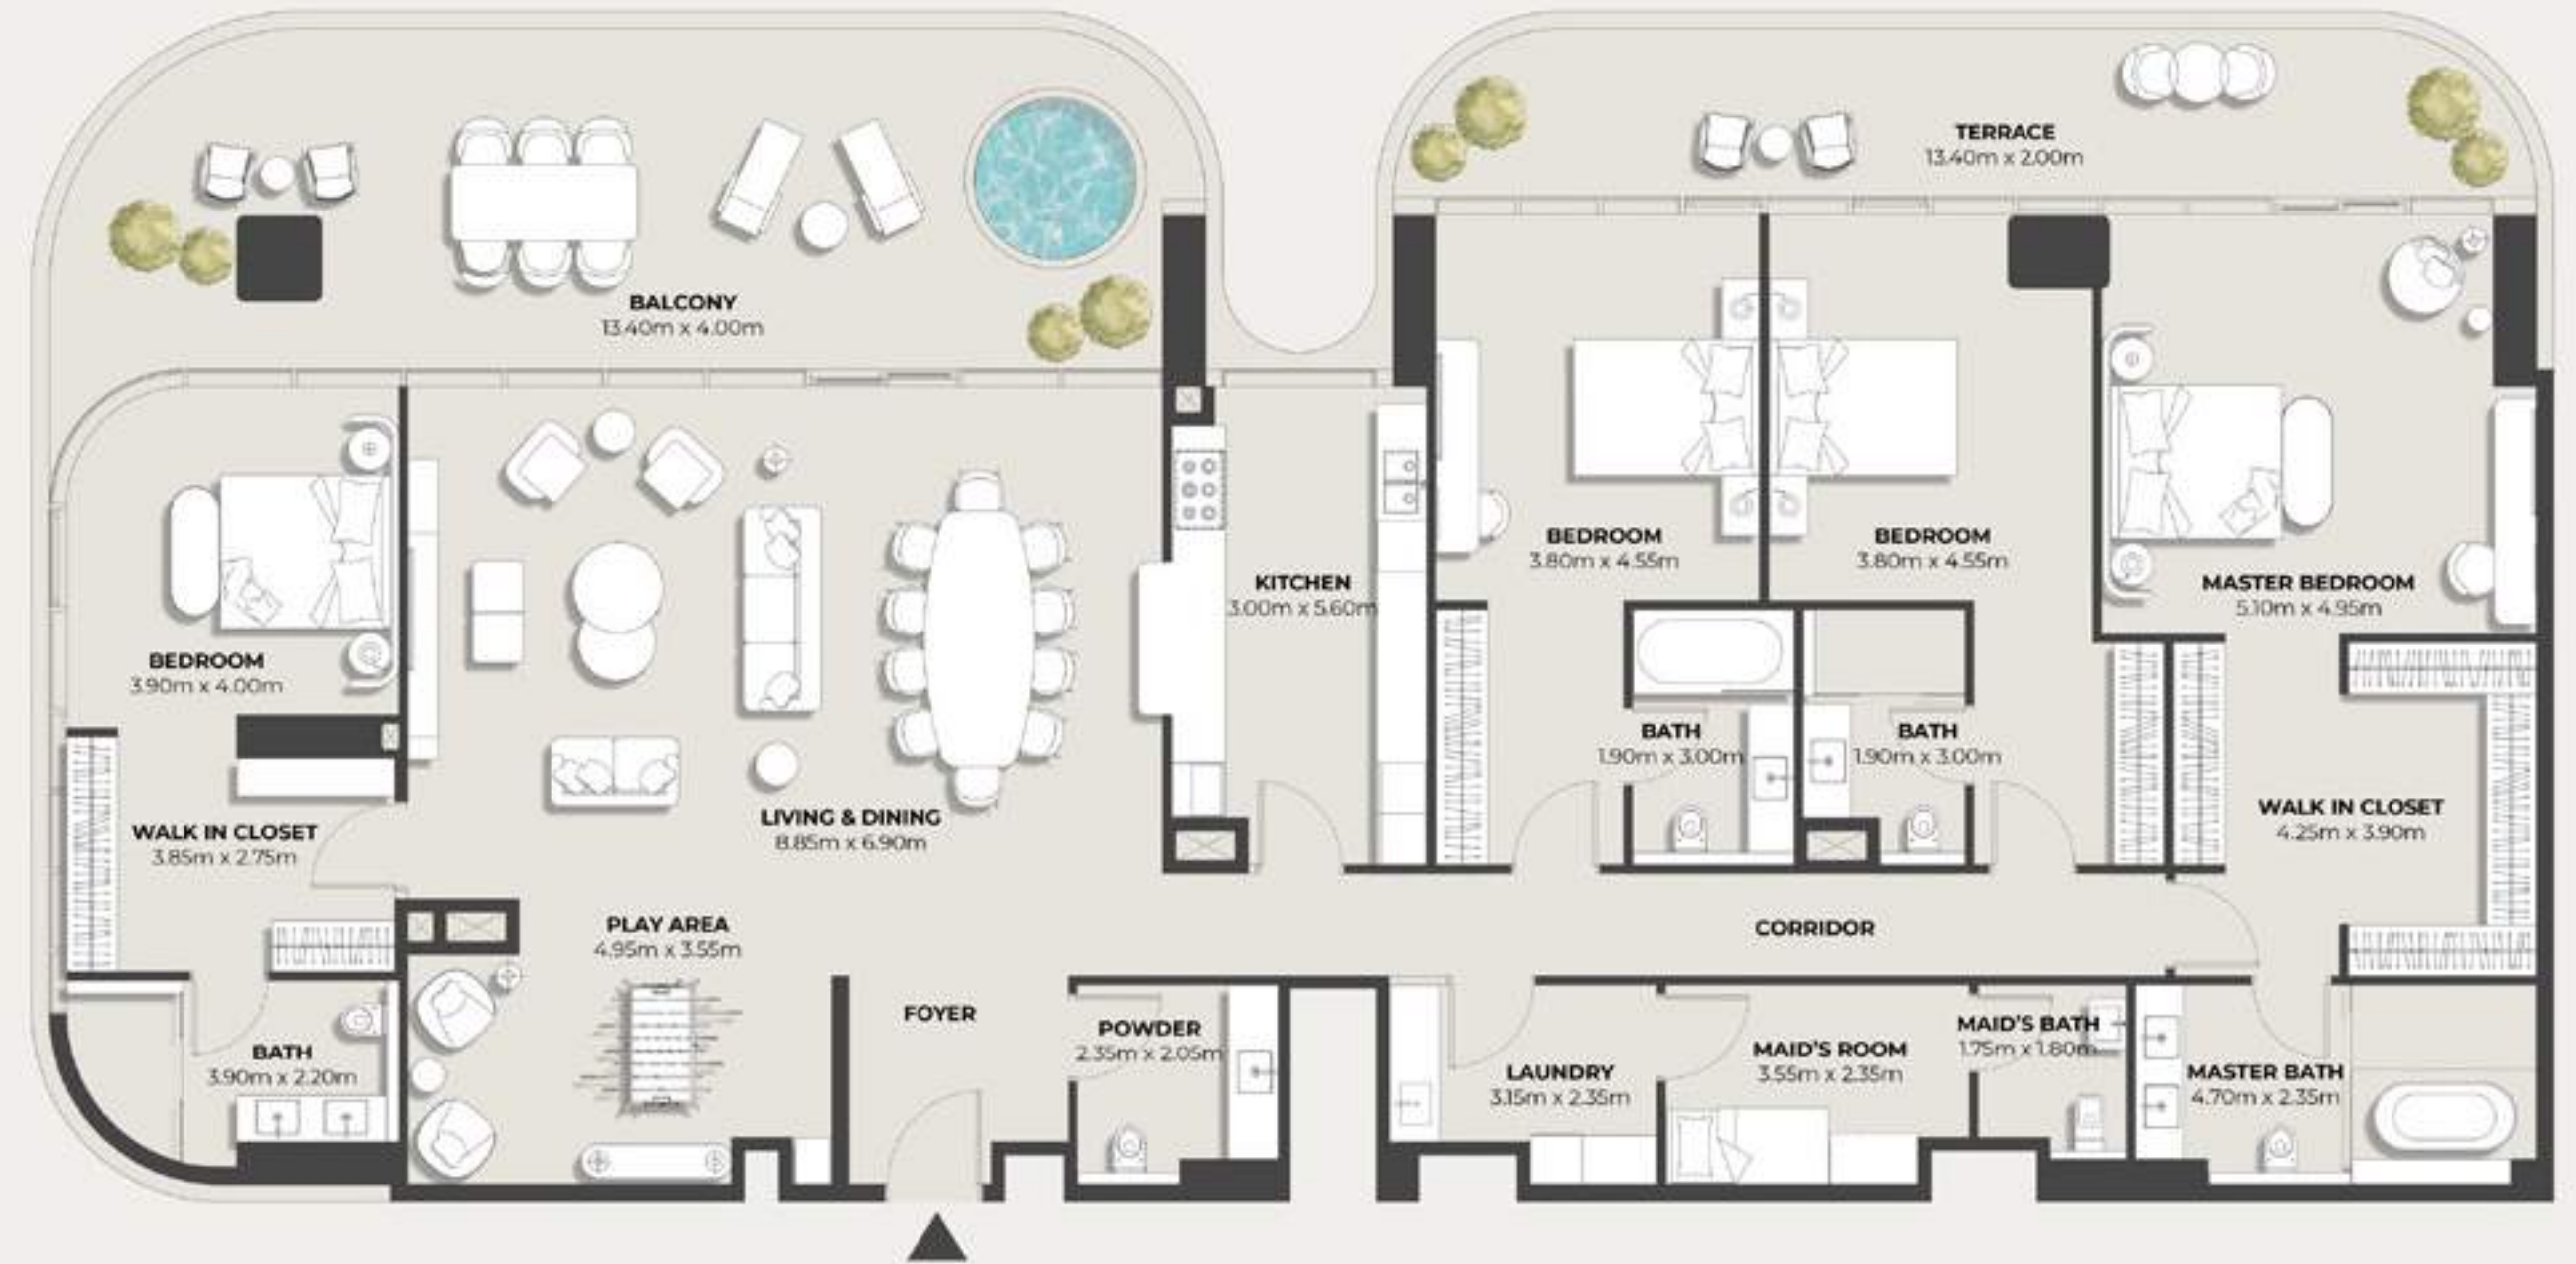 TERRACE
13.40m x 2.00m
BALCONY
13.40m x 4.00m
BEDROOM
3.80m x 4.55m
BEDROOM
3.80m x 4.55m
KITCHEN
3.00m x 5.60m
MASTER BEDROOM
5.10m x 4.95m
BEDROOM
3.90m x 4.00m
BATH
1.90m x 3.00m
BATH
1.90m x 3.00m
WALK IN CLOSET
3.85m x 2.75m
LIVING & DINING
8.85m x 6.90m
WALK IN CLOSET
4.25m x 3.90m
PLAY AREA
4.95m x 3.55m
CORRIDOR
FOYER
POWDER
2.35m x 2.05m
MAID'S BATH
1.75m x 1.80m
BATH
3.90m x 2.20m
MAID'S ROOM
3.55m x 2.35m
LAUNDRY
3.15m x 2.35m
MASTER BATH
4.70m x 2.35m